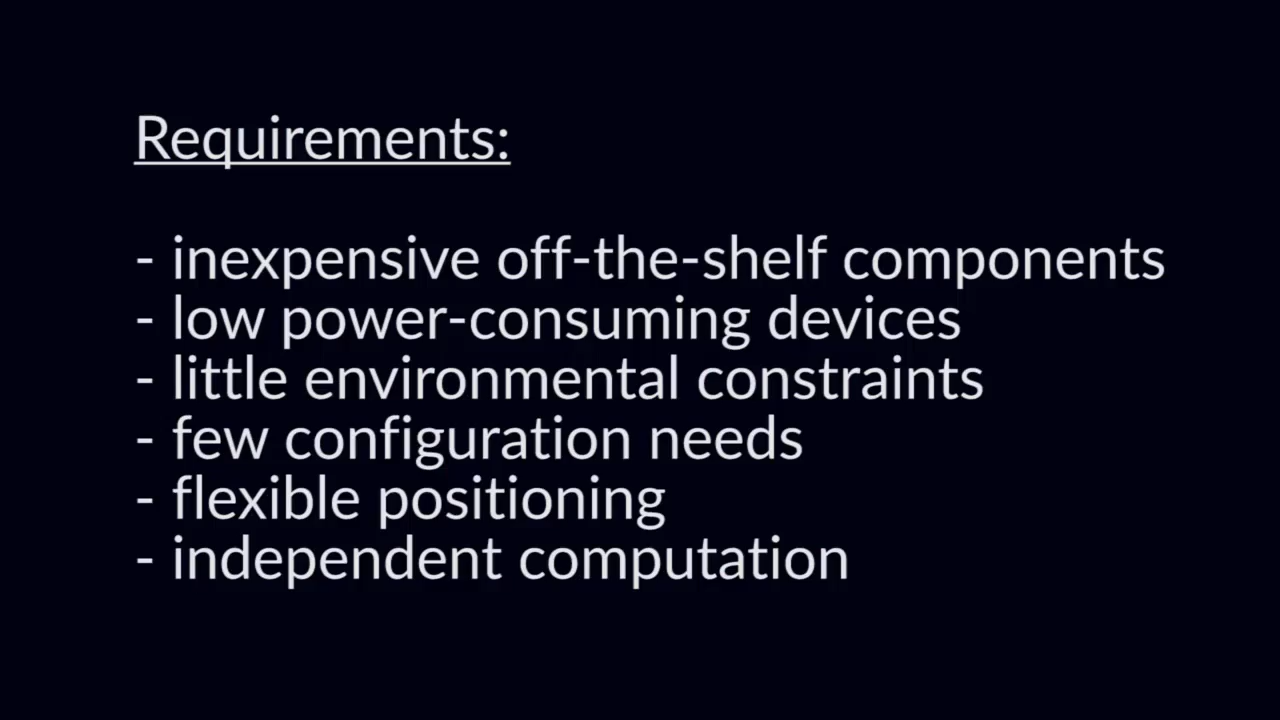 Requirements:
- inexpensive off-the-shelf components
- low power-consuming devices
- little environmental constraints
- few configuration needs
- flexible positioning
- independent computation